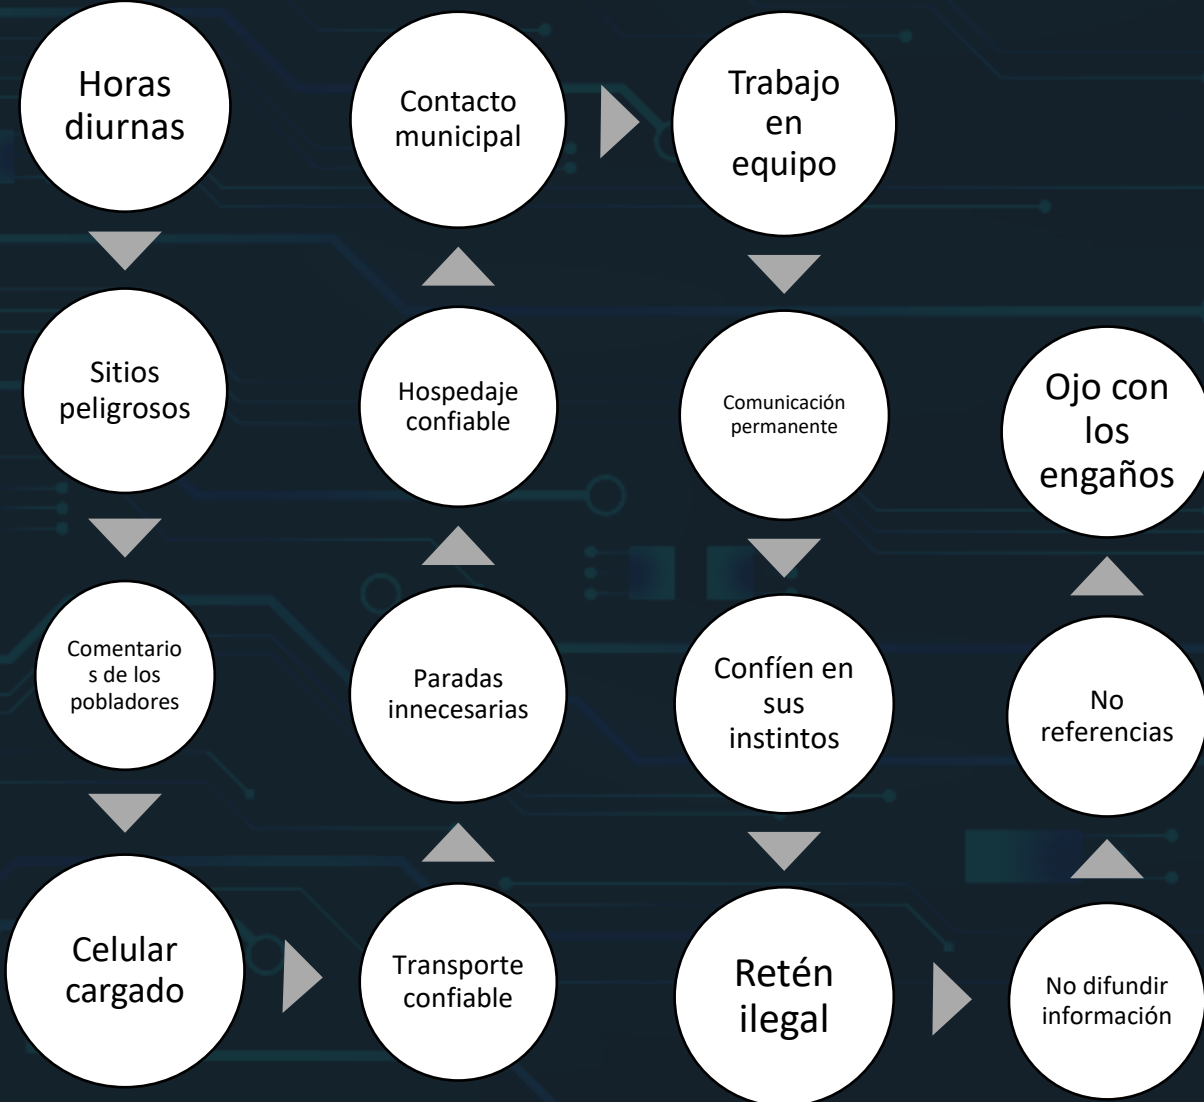 Horas
diurnas
Sitios
peligrosos
Comentario
s de los
pobladores
Celular
cargado
Transporte
confiable
Paradas
innecesarias
Hospedaje
confiable
Contacto
municipal
Trabajo
en
equipo
Comunicación
permanente
Confíen en
sus
instintos
Retén
ilegal
No difundir
información
No
referencias
Ojo con
los
engaños